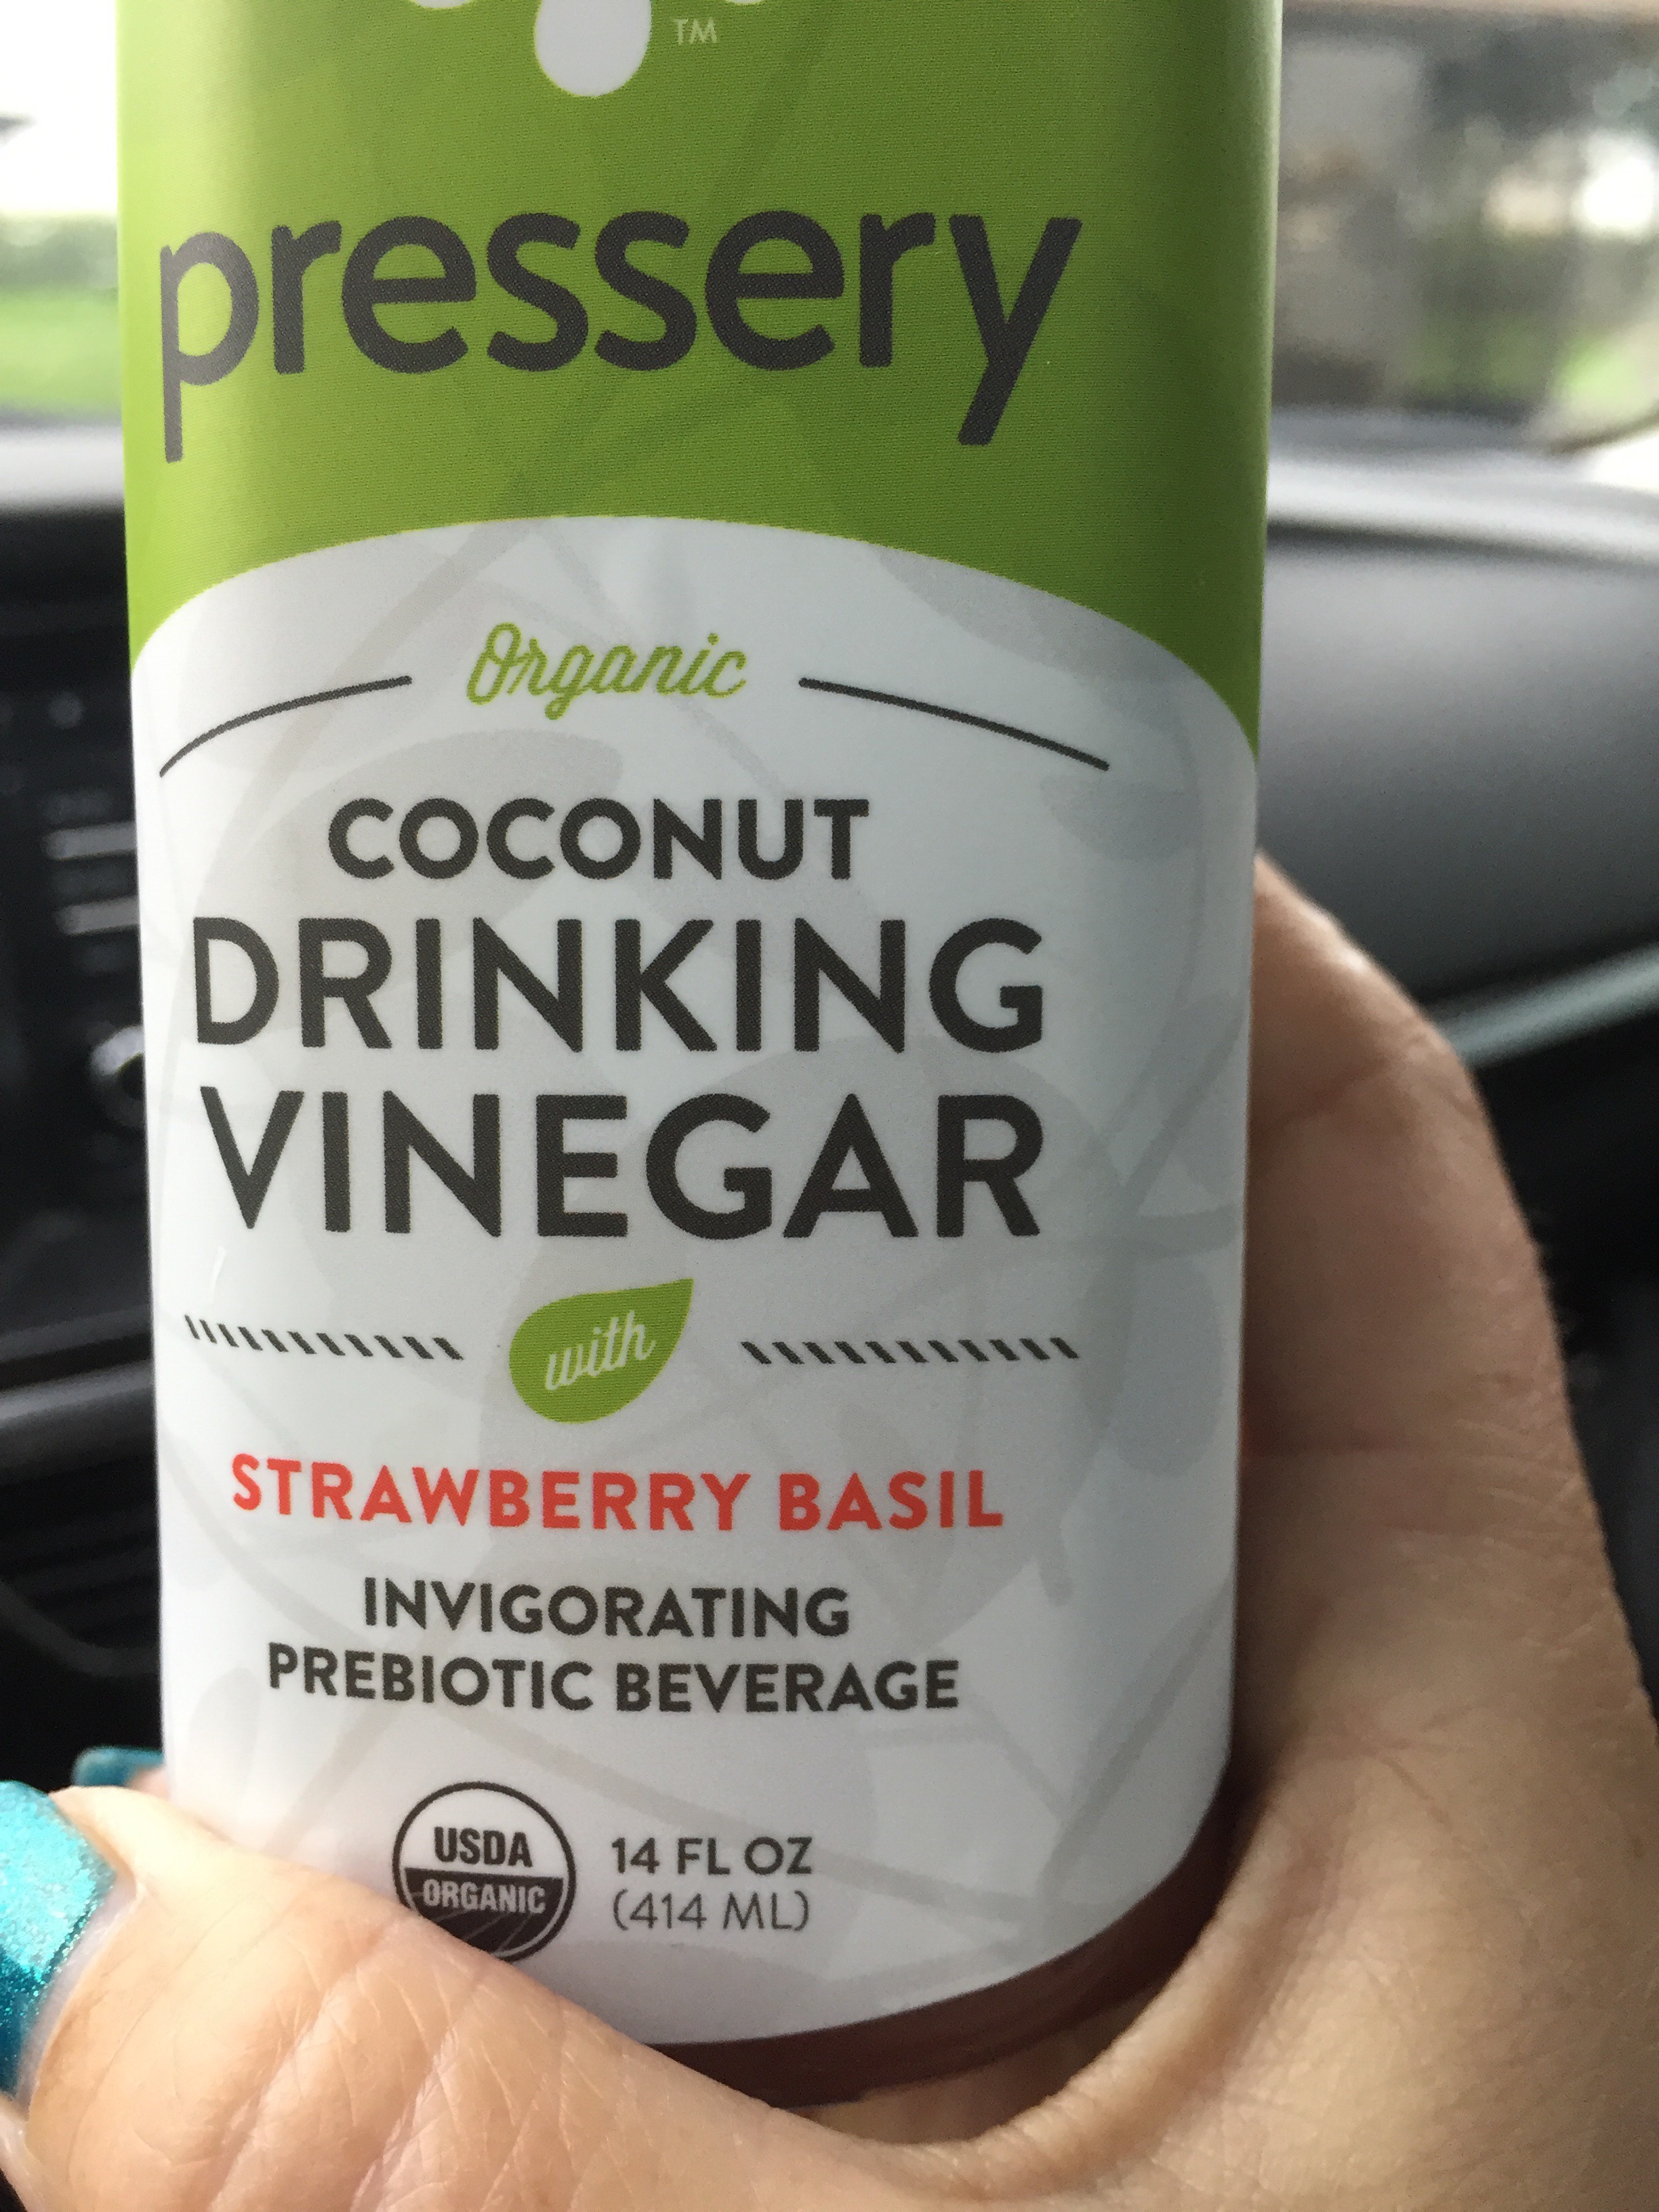 TM
pressery
Organic
COCONUT
DRINKING
VINEGAR
with
STRAWBERRY BASIL
INVIGORATING
PREBIOTIC BEVERAGE
USDA
ORGANIC
14 FL OZ
(414 ML)